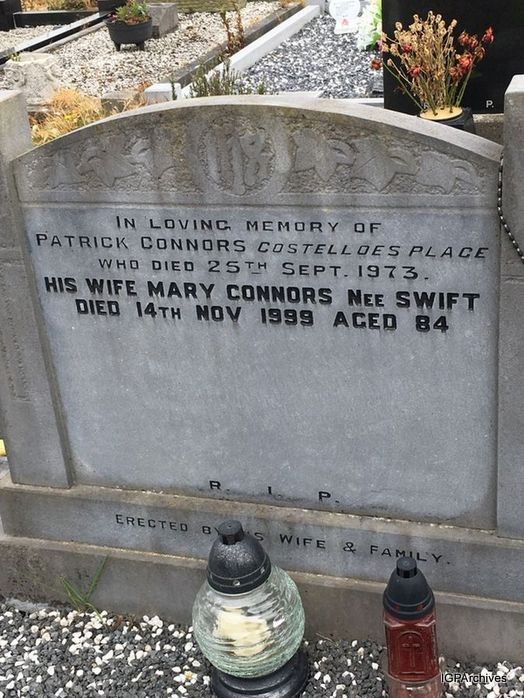 IHS
IN LOVING MEMORY OF
PATRICK CONNORS COSTELLOES PLACE
WHO DIED 25TH SEPT. 1973.
HIS WIFE MARY CONNORS NEE SWIFT
DIED 14TH NOV 1999 AGED 84
R. I. P.
ERECTED BY HIS WIFE & FAMILY.
P.
IGPArchives